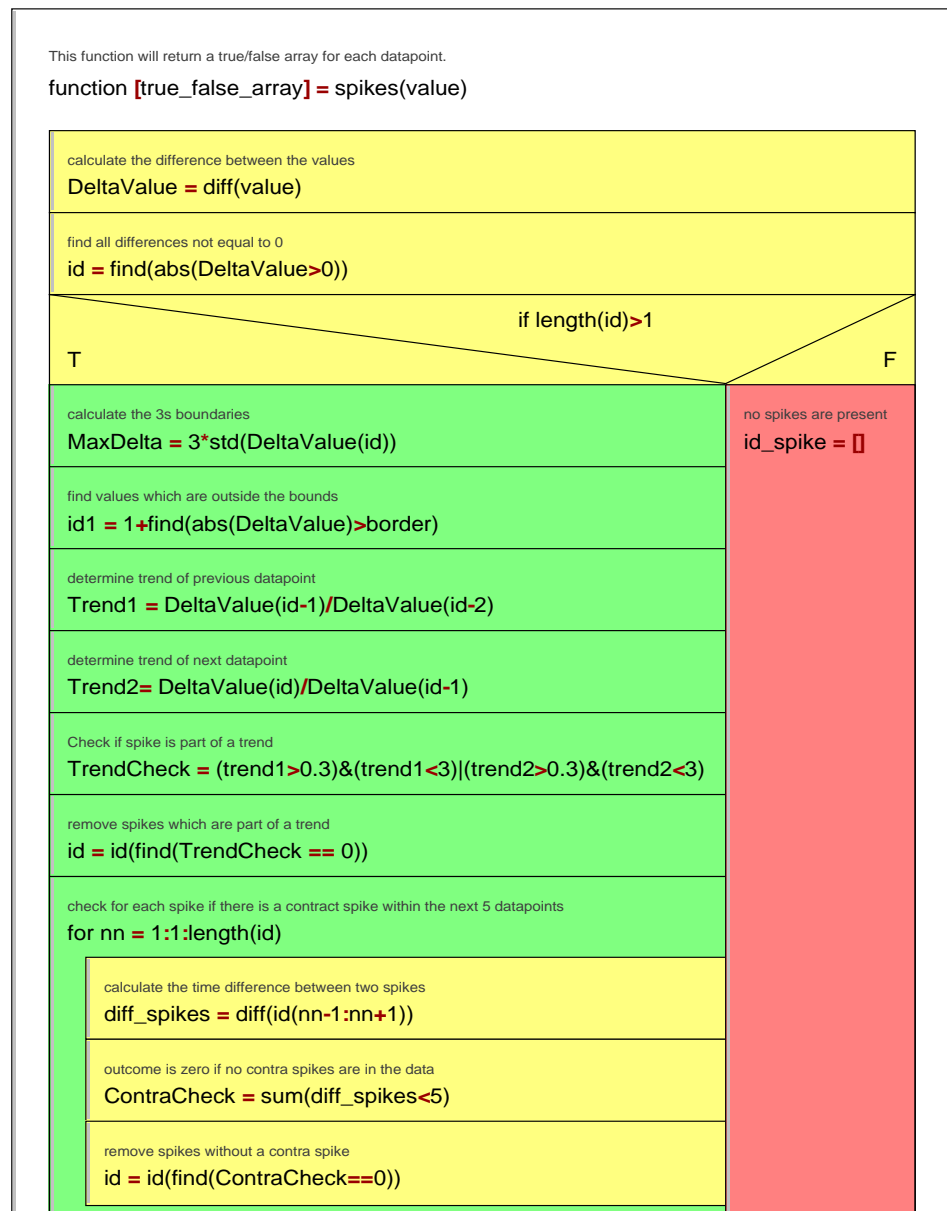 This function will return a true/false array for each datapoint.
function [true_false_array] = spikes(value)
calculate the difference between the values
DeltaValue = diff(value)
find all differences not equal to 0
id = find(abs(DeltaValue>0))
if length(id)>1
T
F
calculate the 3s boundaries
MaxDelta = 3*std(DeltaValue(id))
no spikes are present
id_spike = []
find values which are outside the bounds
id1 = 1+find(abs(DeltaValue)>border)
determine trend of previous datapoint
Trend1 = DeltaValue(id-1)/DeltaValue(id-2)
determine trend of next datapoint
Trend2= DeltaValue(id)/DeltaValue(id-1)
Check if spike is part of a trend
TrendCheck = (trend1>0.3)&(trend1<3)|(trend2>0.3)&(trend2<3)
remove spikes which are part of a trend
id = id(find(TrendCheck == 0))
check for each spike if there is a contract spike within the next 5 datapoints
for nn = 1:1:length(id)
calculate the time difference between two spikes
diff_spikes = diff(id(nn-1:nn+1))
outcome is zero if no contra spikes are in the data
ContraCheck = sum(diff_spikes<5)
remove spikes without a contra spike
id = id(find(ContraCheck==0))